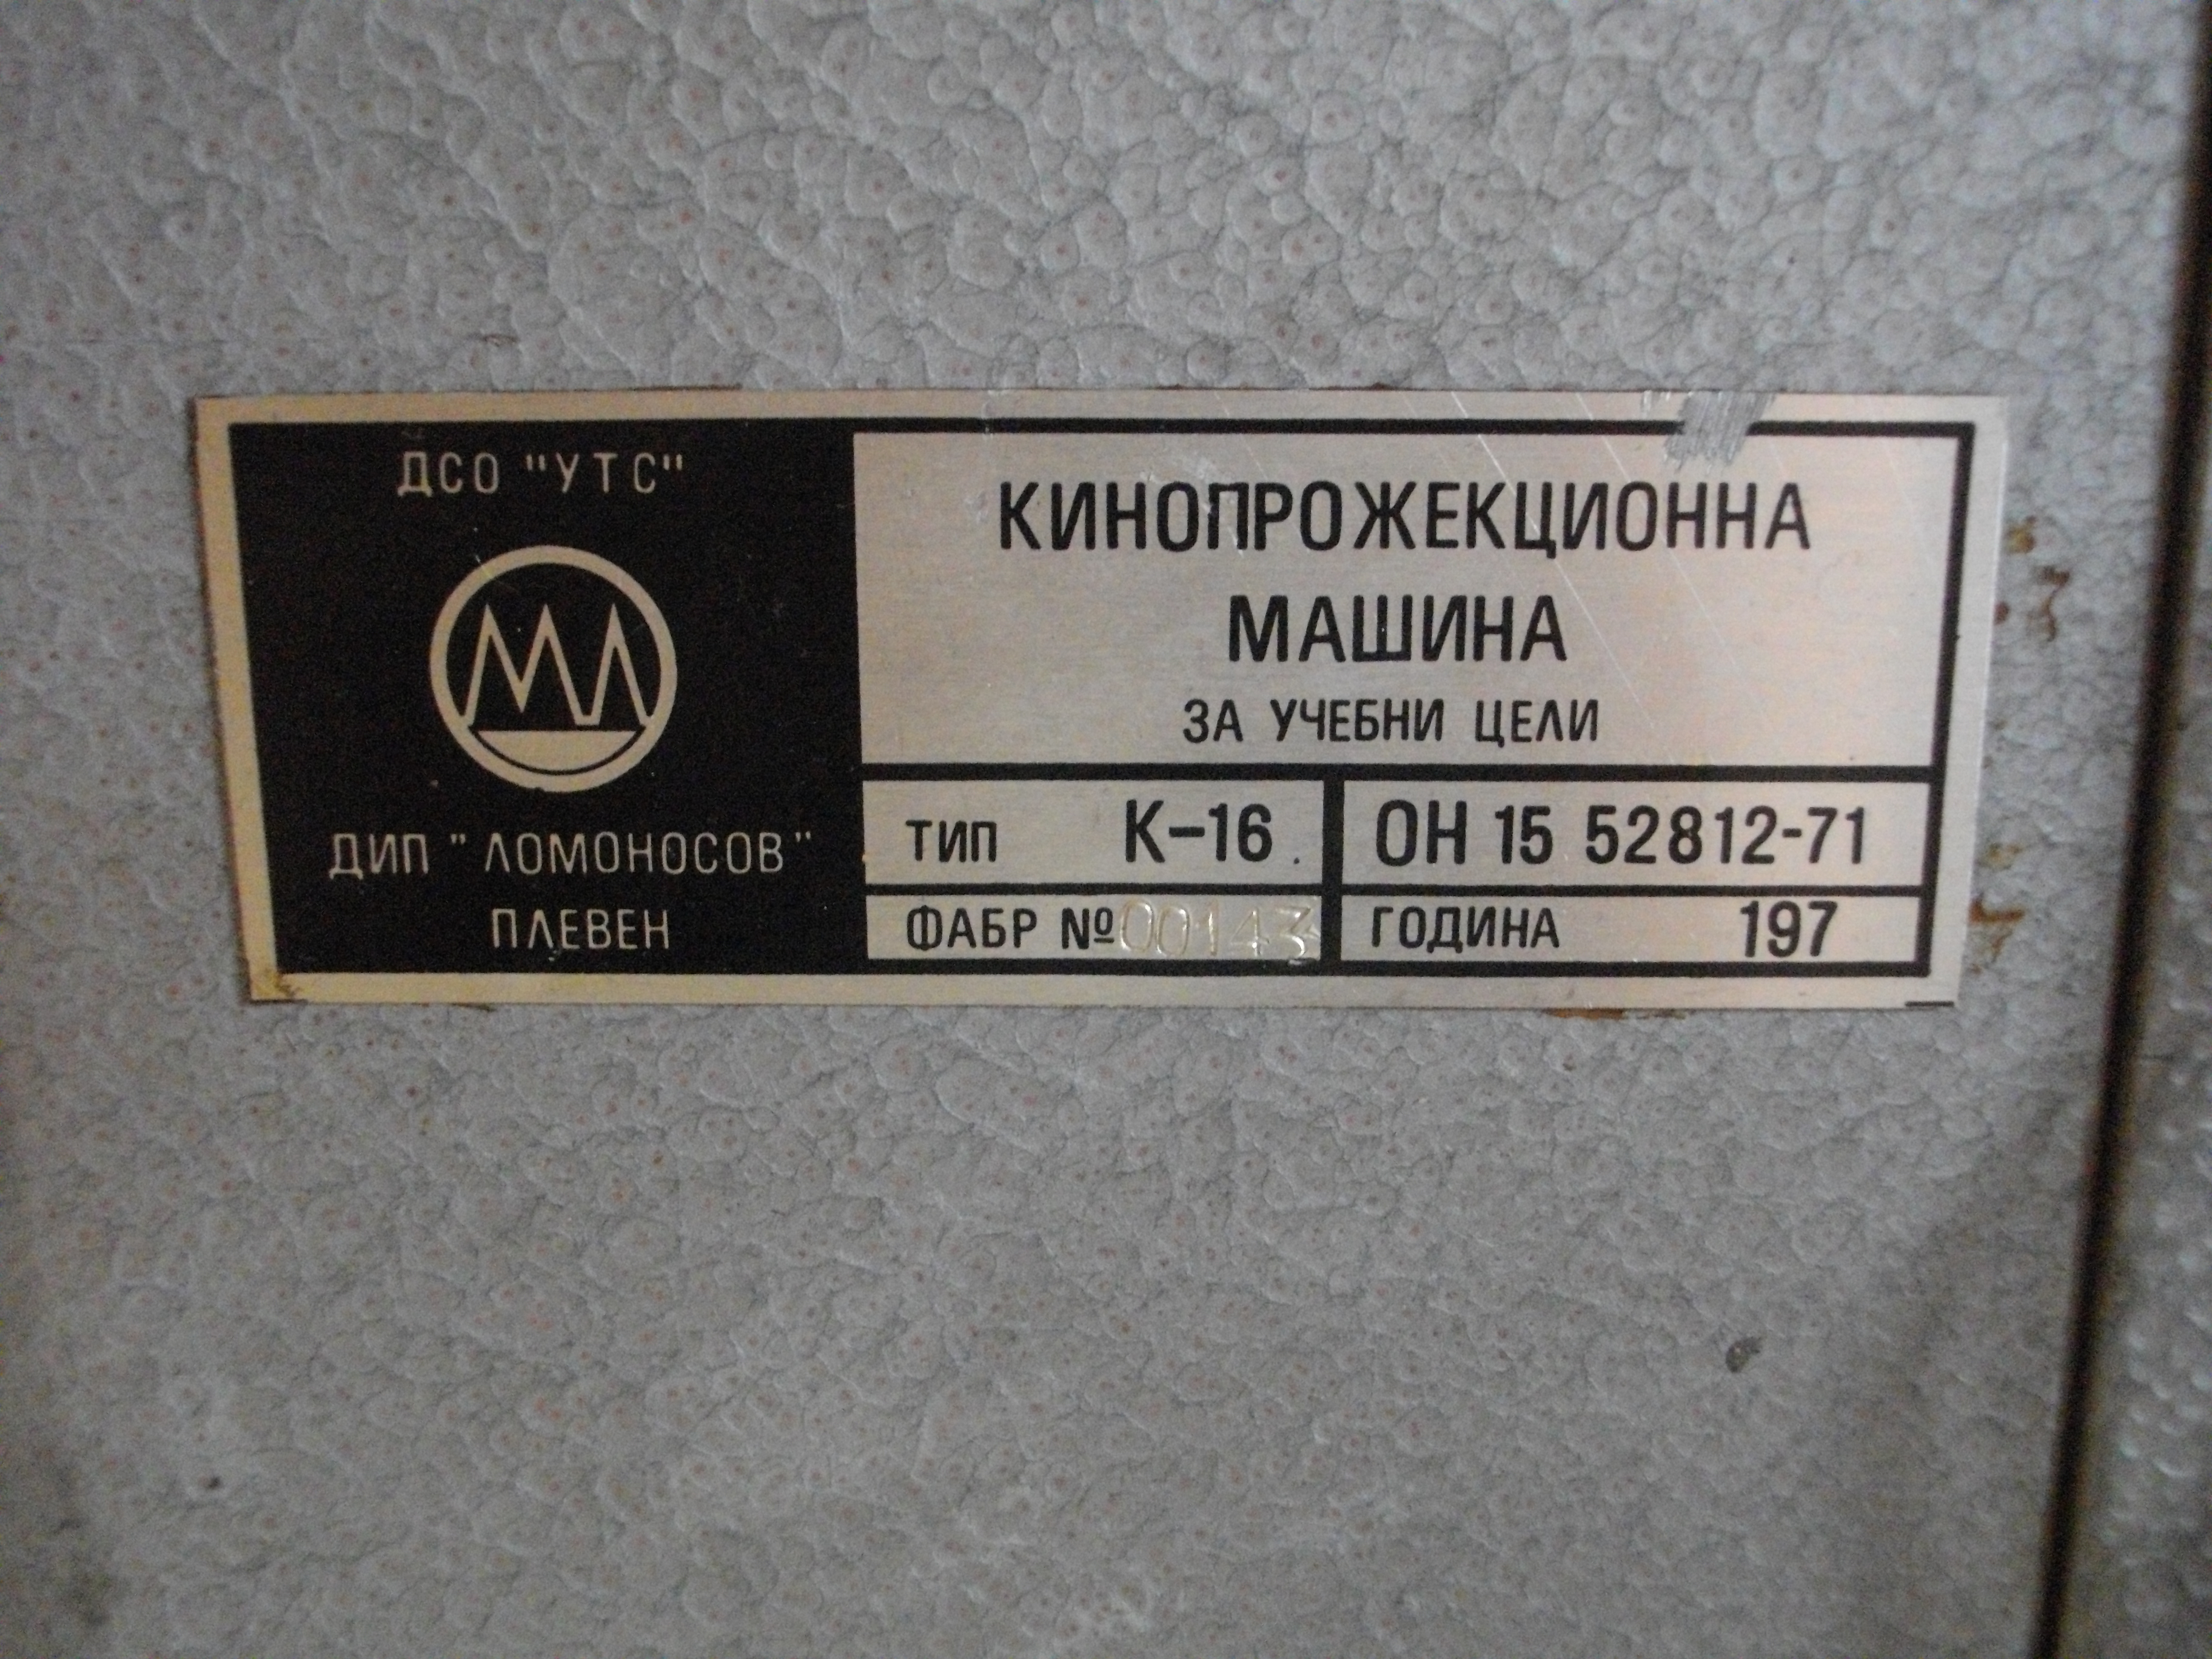 ДСО "УТС"
МЛ
ДИП "ЛОМОНОСОВ"
ПЛЕВЕН
КИНОПРОЖЕКЦИОННА
МАШИНА
ЗА УЧЕБНИ ЦЕЛИ
ТИП К-16.
ОН 15 52812-71
ФАБР № 00143
ГОДИНА 197